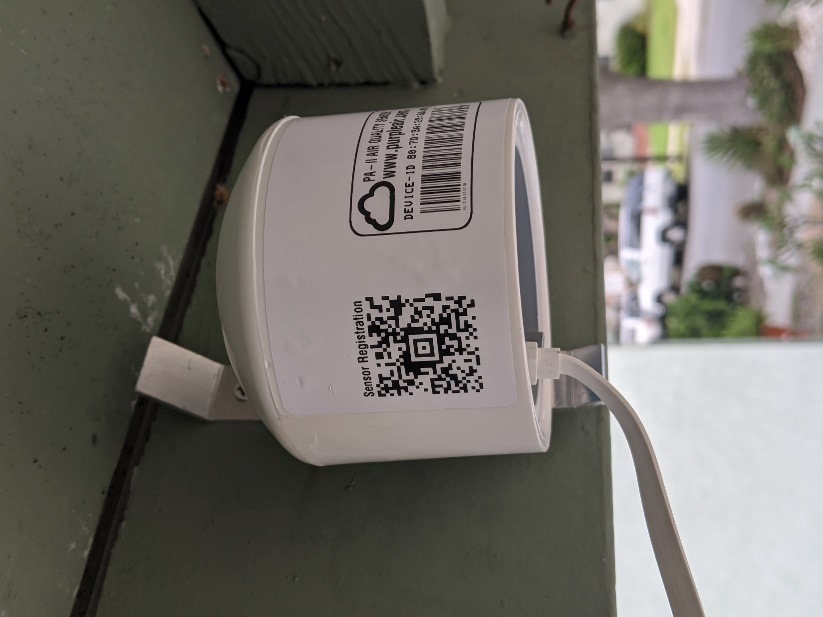 PA-II AIR QUALITY
www.purpleair.com
DEVICE-ID
Sensor Registration